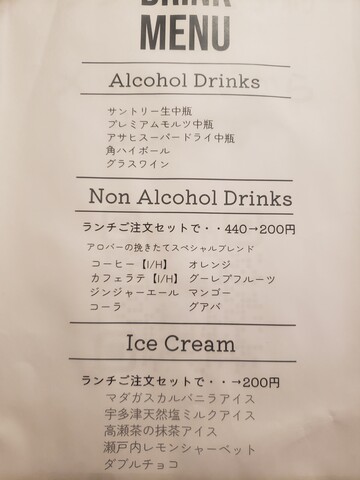 DRINK
MENU
Alcohol Drinks
サントリー生中瓶
プレミアムモルツ中瓶
アサヒスーパードライ中瓶
角ハイボール
グラスワイン
Non Alcohol Drinks
ランチご注文セットで・・440→200円
アロバーの挽きたてスペシャルブレンド
コーヒー【I/H】 オレンジ
カフェラテ【I/H】 グーレプフルーツ
ジンジャーエール マンゴー
コーラ グアバ
Ice Cream
ランチご注文セットで・・→200円
マダガスカルバニラアイス
宇多津天然塩ミルクアイス
高瀬茶の抹茶アイス
瀬戸内レモンシャーベット
ダブルチョコ